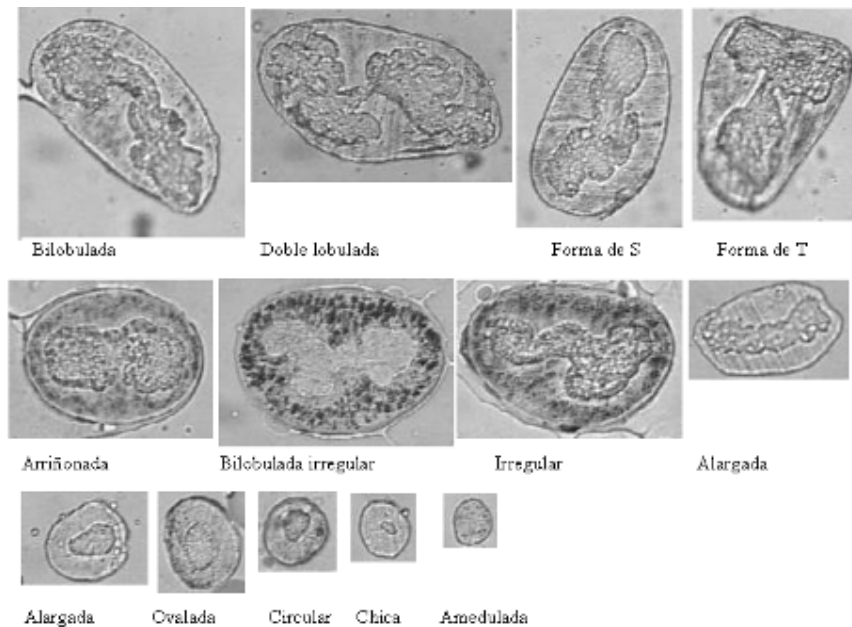 Bilobulada Doble lobulada Forma de S Forma de T
Arriñonada Bilobulada irregular Irregular Alargada
Alargada Ovalada Circular Chica Amedulada